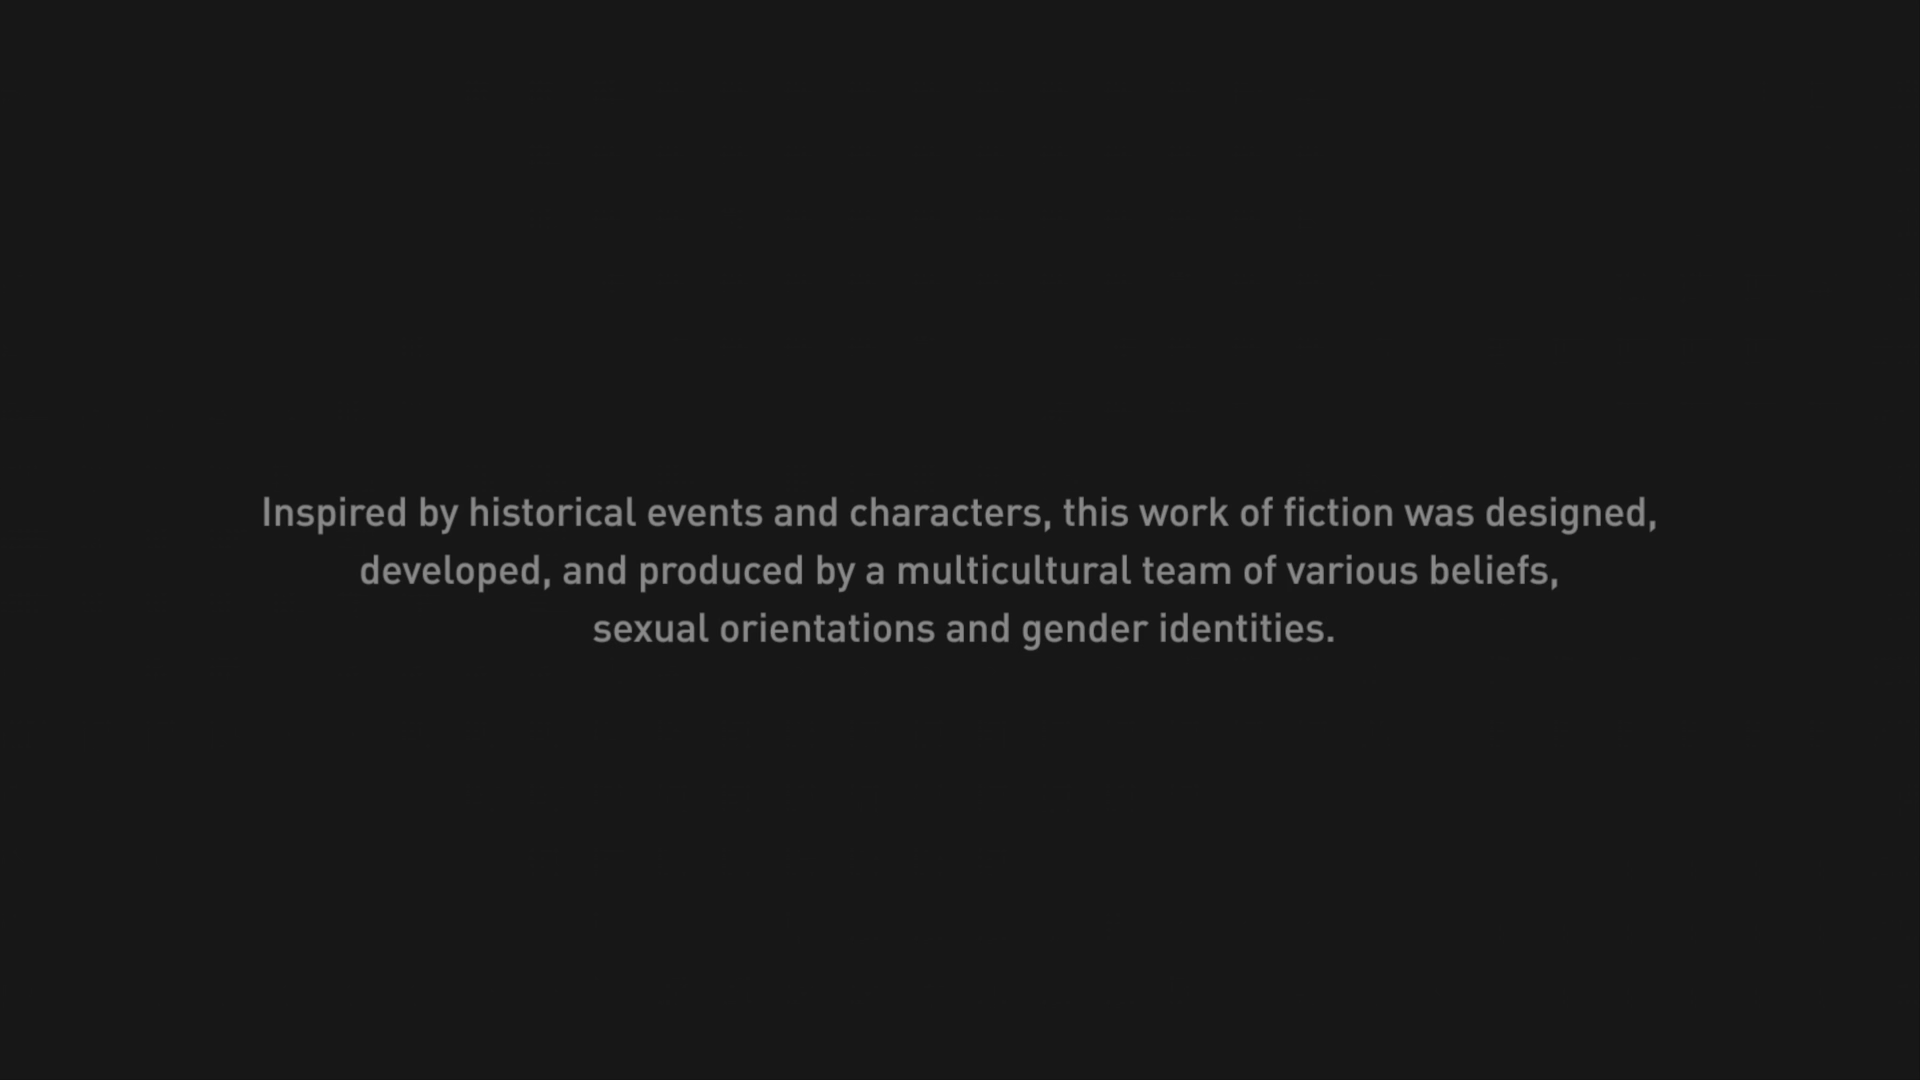 Inspired by historical events and characters, this work of fiction was designed,
developed, and produced by a multicultural team of various beliefs,
sexual orientations and gender identities.